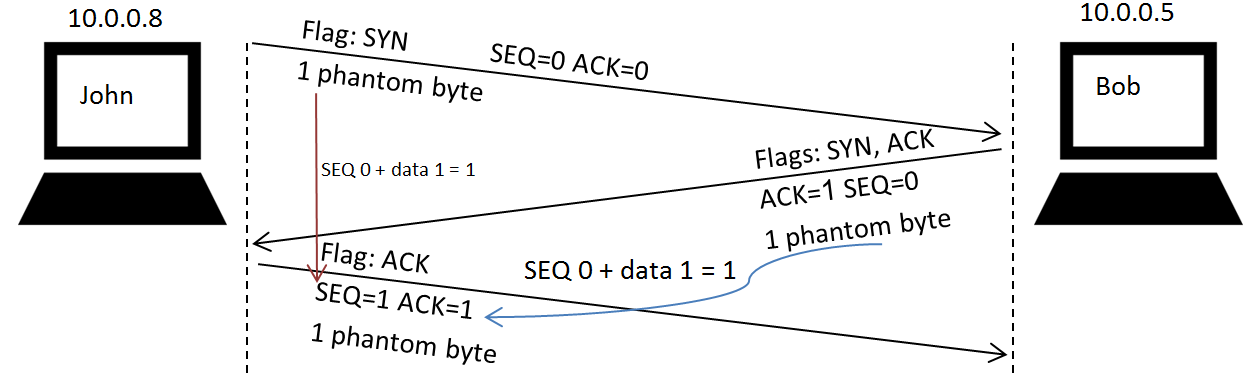 10.0.0.8
10.0.0.5
John
Bob
Flag: SYN
SEQ=0 ACK=0
1 phantom byte
SEQ 0 + data 1 = 1
Flags: SYN, ACK
ACK=1 SEQ=0
1 phantom byte
Flag: ACK
SEQ 0 + data 1 = 1
SEQ=1 ACK=1
1 phantom byte